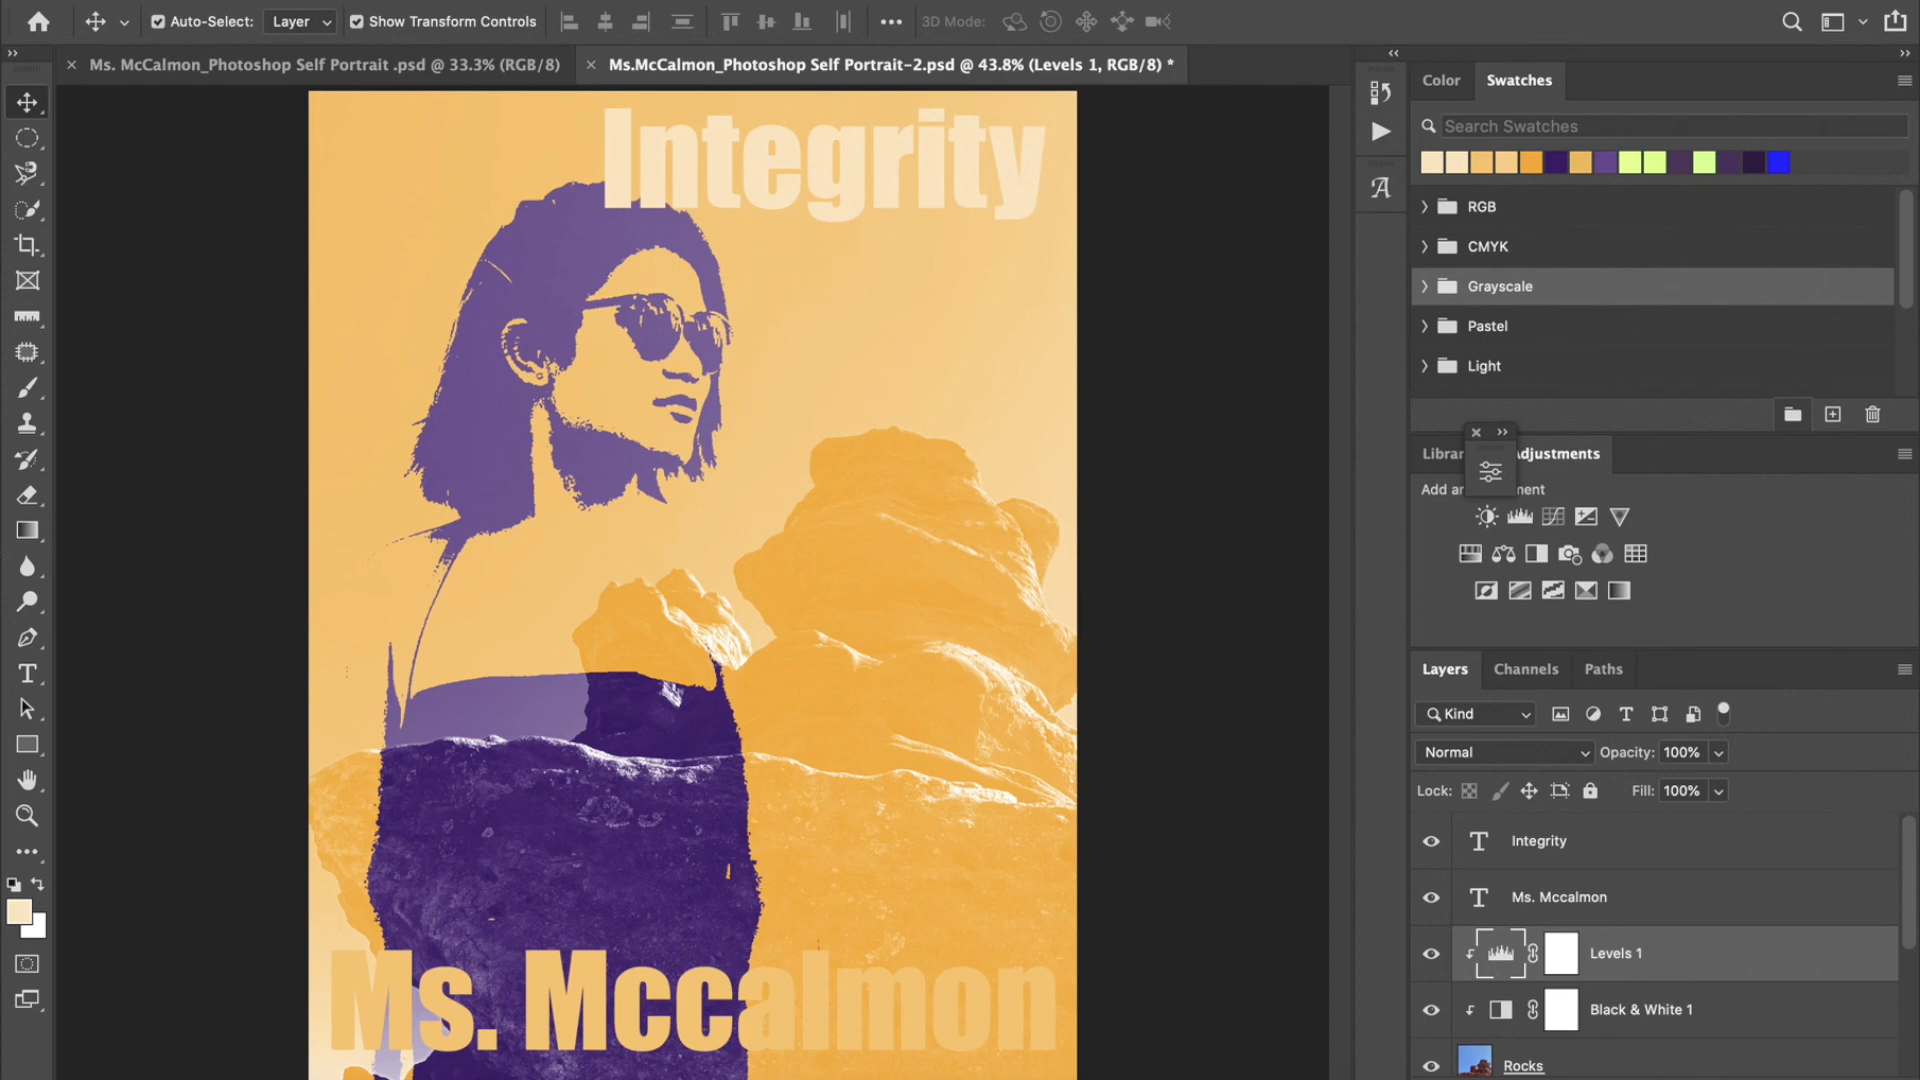 Auto-Select: Layer Show Transform Controls 3D Mode:
Ms. McCalmon_Photoshop Self Portrait .psd @ 33.3% (RGB/8)
Ms.McCalmon_Photoshop Self Portrait-2.psd @ 43.8% (Levels 1, RGB/8) *
Integrity
Ms. Mccalmon
Color Swatches
Search Swatches
RGB
CMYK
Grayscale
Pastel
Light
Librar Adjustments
Add an ment
Layers Channels Paths
Kind
Normal Opacity: 100%
Lock: Fill: 100%
Integrity
Ms. Mccalmon
Levels 1
Black & White 1
Rocks